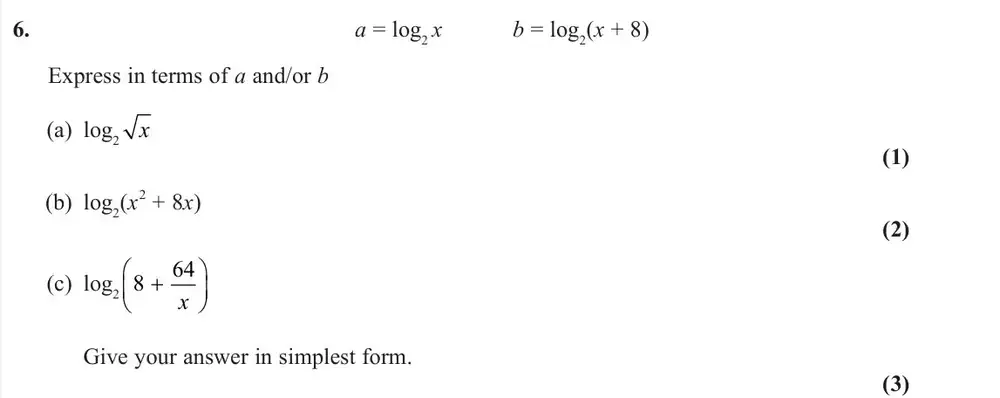 6. a = log₂ x b = log₂(x + 8)
Express in terms of a and/or b
(a) log₂ √x
(1)
(b) log₂(x² + 8x)
(2)
(c) log₂(8 + 64/x)
Give your answer in simplest form.
(3)